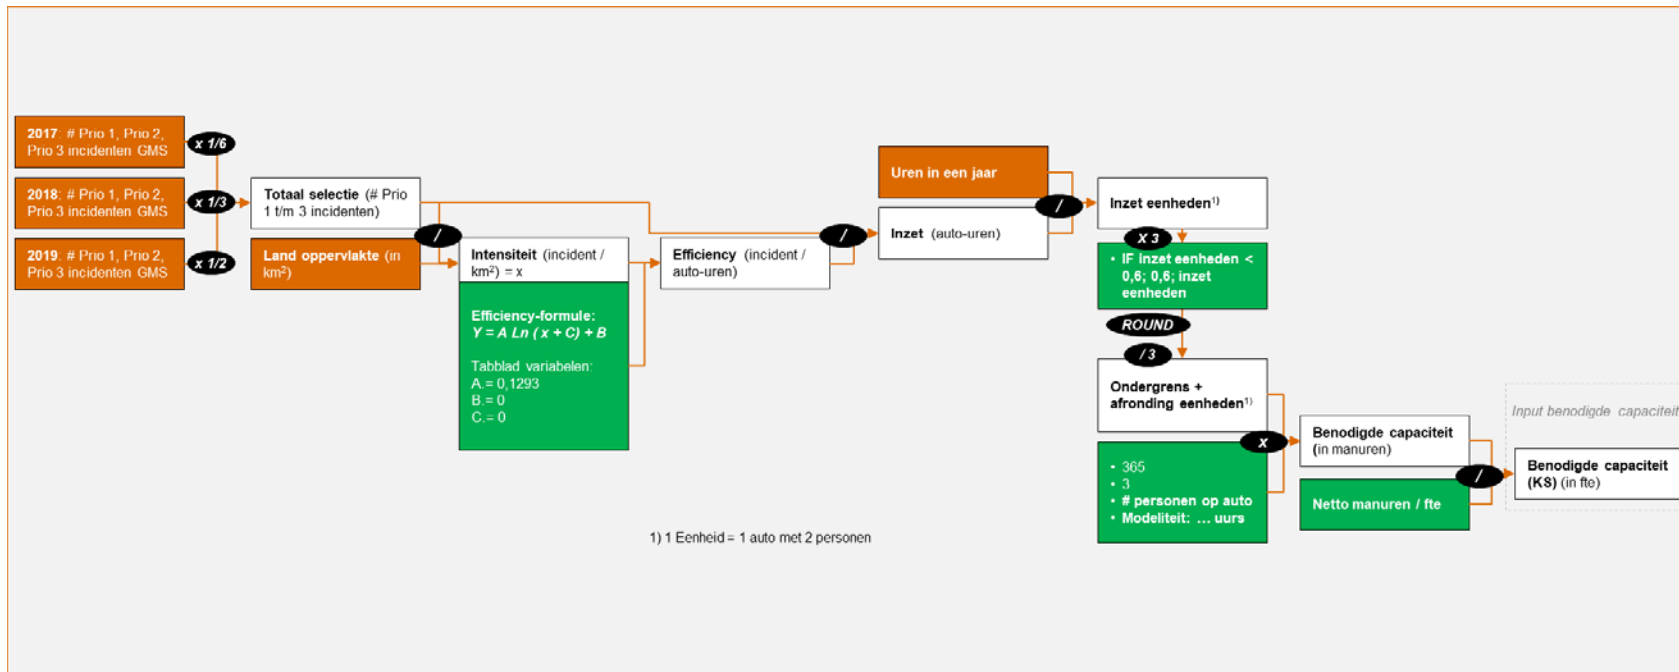 2017: # Prio 1, Prio 2,
Prio 3 incidenten GMS
x 1/6
2018: # Prio 1, Prio 2,
Prio 3 incidenten GMS
x 1/3
2019: # Prio 1, Prio 2,
Prio 3 incidenten GMS
x 1/2
Totaal selectie (# Prio
1 t/m 3 incidenten)
Land oppervlakte (in
km²)
/
Intensiteit (incident /
km²) = x
Efficiency-formule:
Y = A Ln ( x + C) + B
Tabblad variabelen:
A.= 0,1293
B.= 0
C.= 0
Efficiency (incident /
auto-uren)
/
Uren in een jaar
Inzet (auto-uren)
/
Inzet eenheden¹⁾
X 3
• IF inzet eenheden <
0,6; 0,6; inzet
eenheden
ROUND
/ 3
Ondergrens +
afronding eenheden¹⁾
• 365
• 3
• # personen op auto
• Modeliteit: ... uurs
x
Benodigde capaciteit
(in manuren)
Netto manuren / fte
/
Input benodigde capaciteit
Benodigde capaciteit
(KS) (in fte)
1) 1 Eenheid = 1 auto met 2 personen